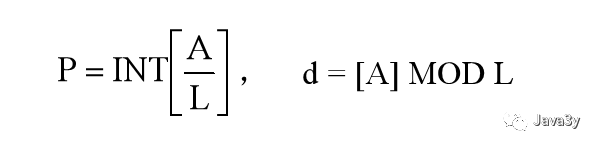 P = INT[A/L], d = [A] MOD L
Java3y